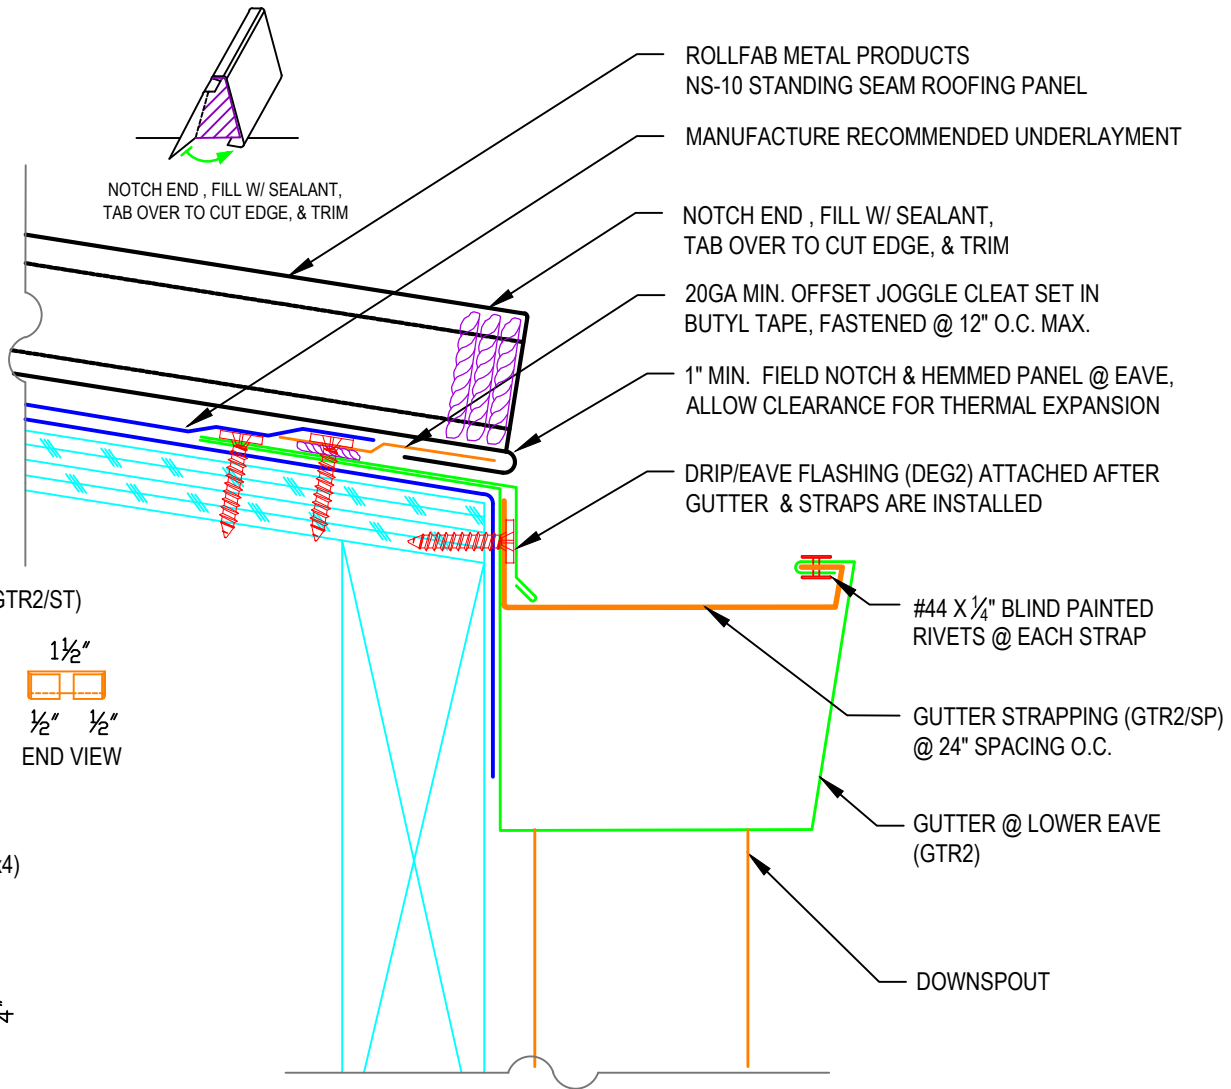 ROLLFAB METAL PRODUCTS
NS-10 STANDING SEAM ROOFING PANEL
MANUFACTURE RECOMMENDED UNDERLAYMENT
NOTCH END , FILL W/ SEALANT,
TAB OVER TO CUT EDGE, & TRIM
NOTCH END , FILL W/ SEALANT,
TAB OVER TO CUT EDGE, & TRIM
20GA MIN. OFFSET JOGGLE CLEAT SET IN
BUTYL TAPE, FASTENED @ 12" O.C. MAX.
1" MIN. FIELD NOTCH & HEMMED PANEL @ EAVE,
ALLOW CLEARANCE FOR THERMAL EXPANSION
DRIP/EAVE FLASHING (DEG2) ATTACHED AFTER
GUTTER & STRAPS ARE INSTALLED
GTR2/ST)
#44 X 1/4" BLIND PAINTED
RIVETS @ EACH STRAP
1 1/2"
1/2" 1/2"
END VIEW
GUTTER STRAPPING (GTR2/SP)
@ 24" SPACING O.C.
GUTTER @ LOWER EAVE
(GTR2)
x4)
DOWNSPOUT
4"